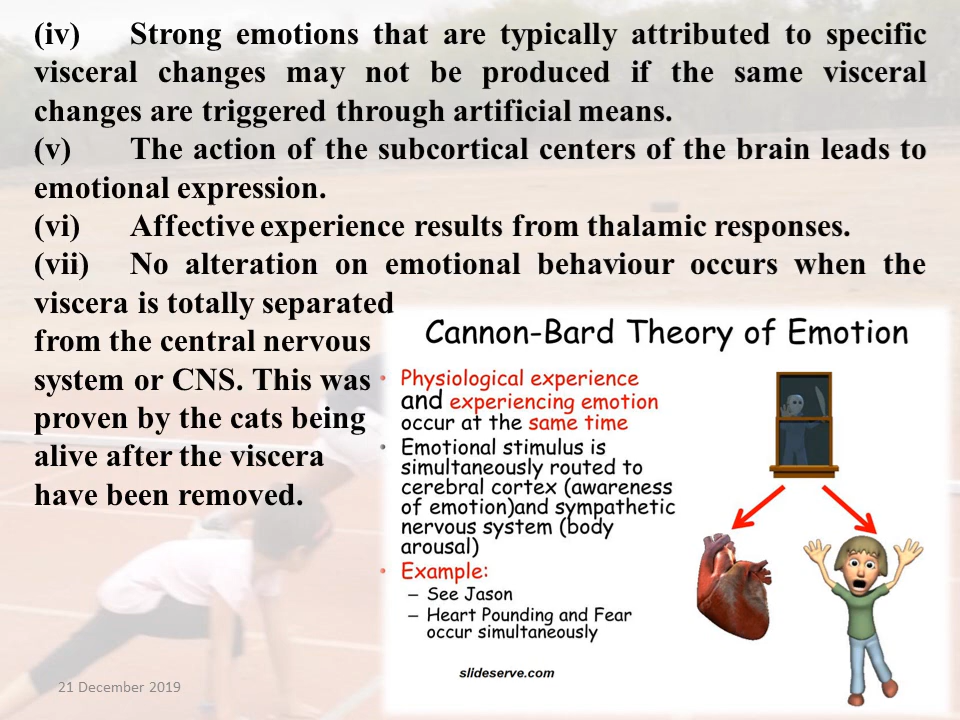 (iv) Strong emotions that are typically attributed to specific
visceral changes may not be produced if the same visceral
changes are triggered through artificial means.
(v) The action of the subcortical centers of the brain leads to
emotional expression.
(vi) Affective experience results from thalamic responses.
(vii) No alteration on emotional behaviour occurs when the
viscera is totally separated
from the central nervous
system or CNS. This was
proven by the cats being
alive after the viscera
have been removed.
Cannon-Bard Theory of Emotion
• Physiological experience
and experiencing emotion
occur at the same time
• Emotional stimulus is
simultaneously routed to
cerebral cortex (awareness
of emotion)and sympathetic
nervous system (body
arousal)
• Example:
– See Jason
– Heart Pounding and Fear
occur simultaneously
slideserve.com
21 December 2019